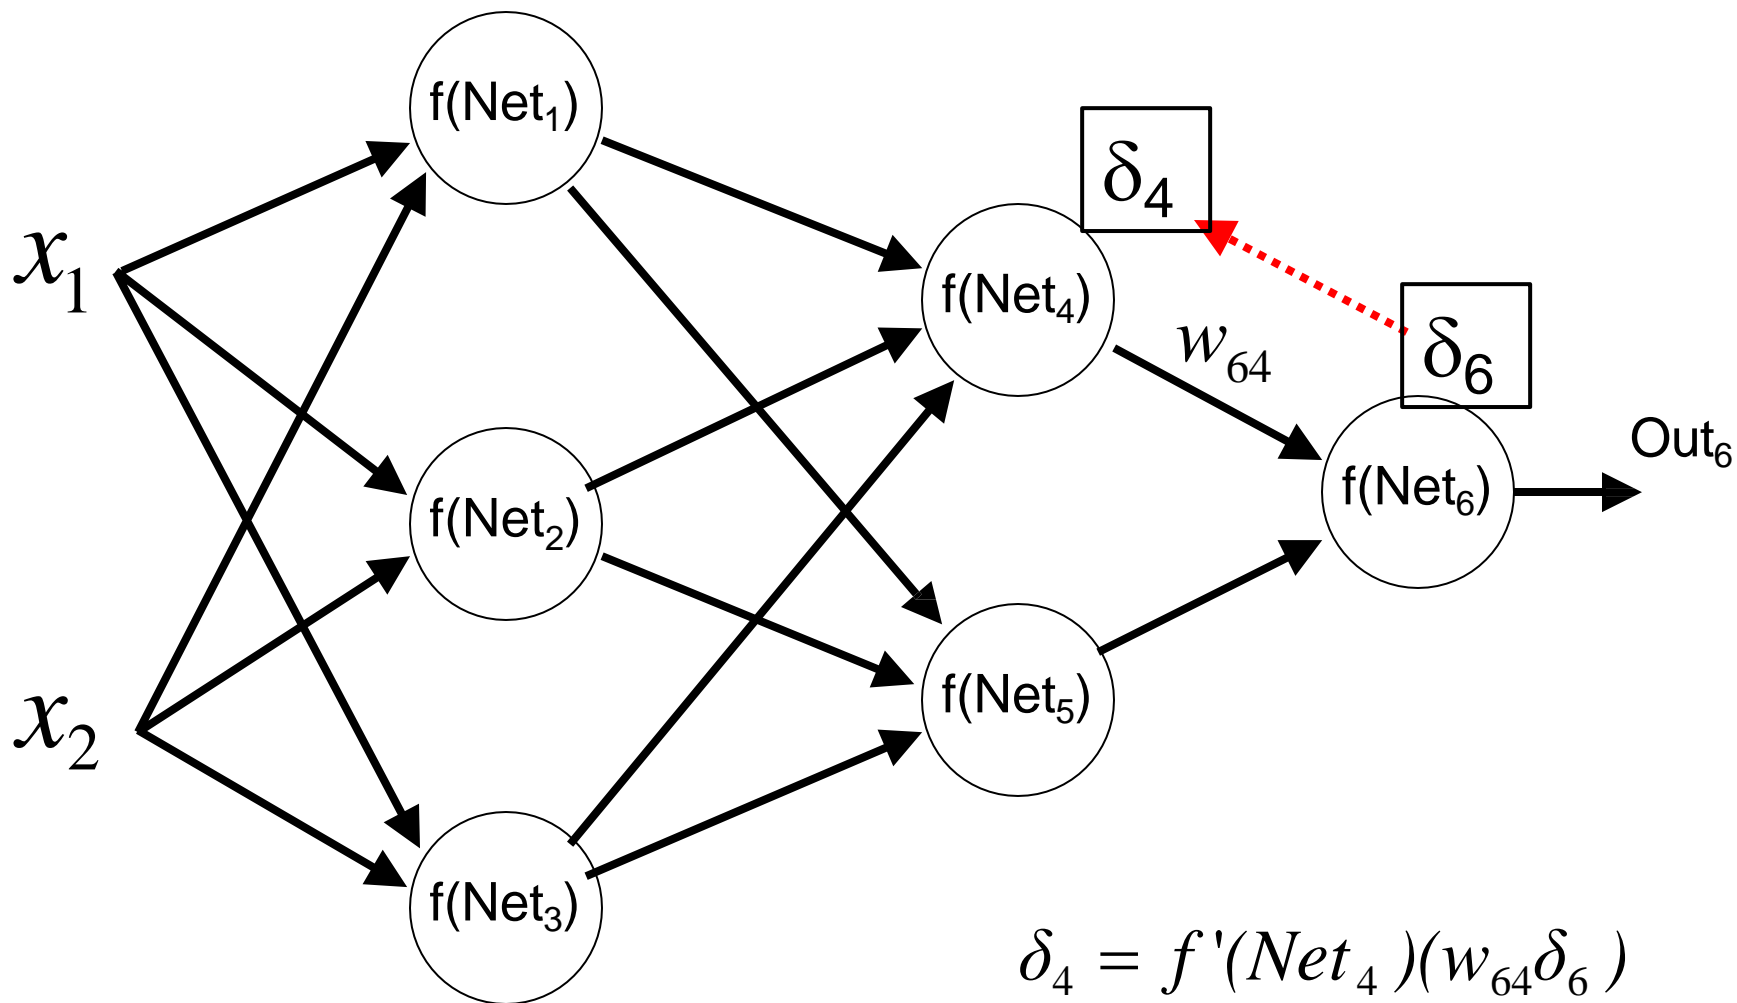 f(Net₁)
δ₄
x₁
f(Net₄)
w₆₄
δ₆
Out₆
f(Net₂)
f(Net₆)
f(Net₅)
x₂
f(Net₃)
δ₄ = f '(Net₄)(w₆₄δ₆)